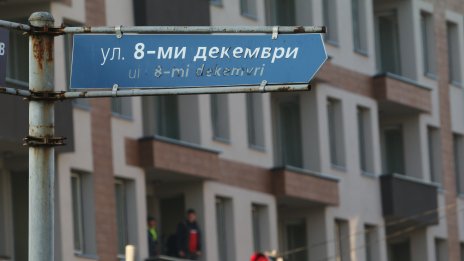 ул. 8-ми декември
ul. 8-mi dekemvri